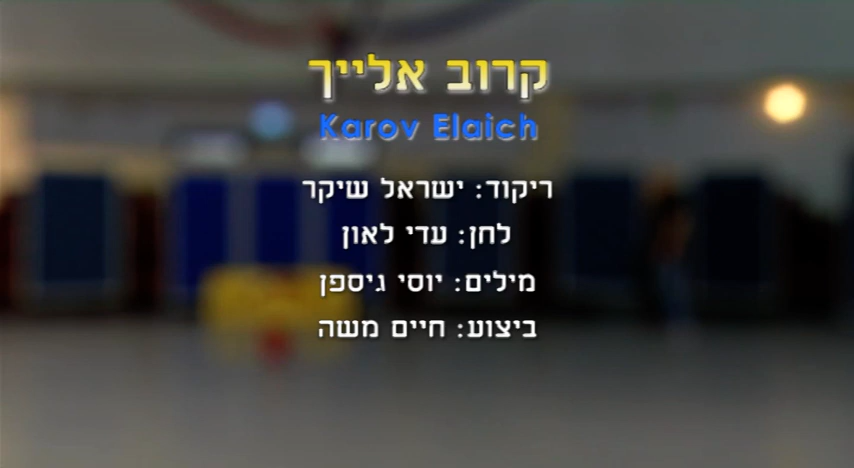 קרוב אלייך
Karov Elaich
ריקוד: ישראל שיקר
לחן: עדי לאון
מילים: יוסי גיספן
ביצוע: חיים משה